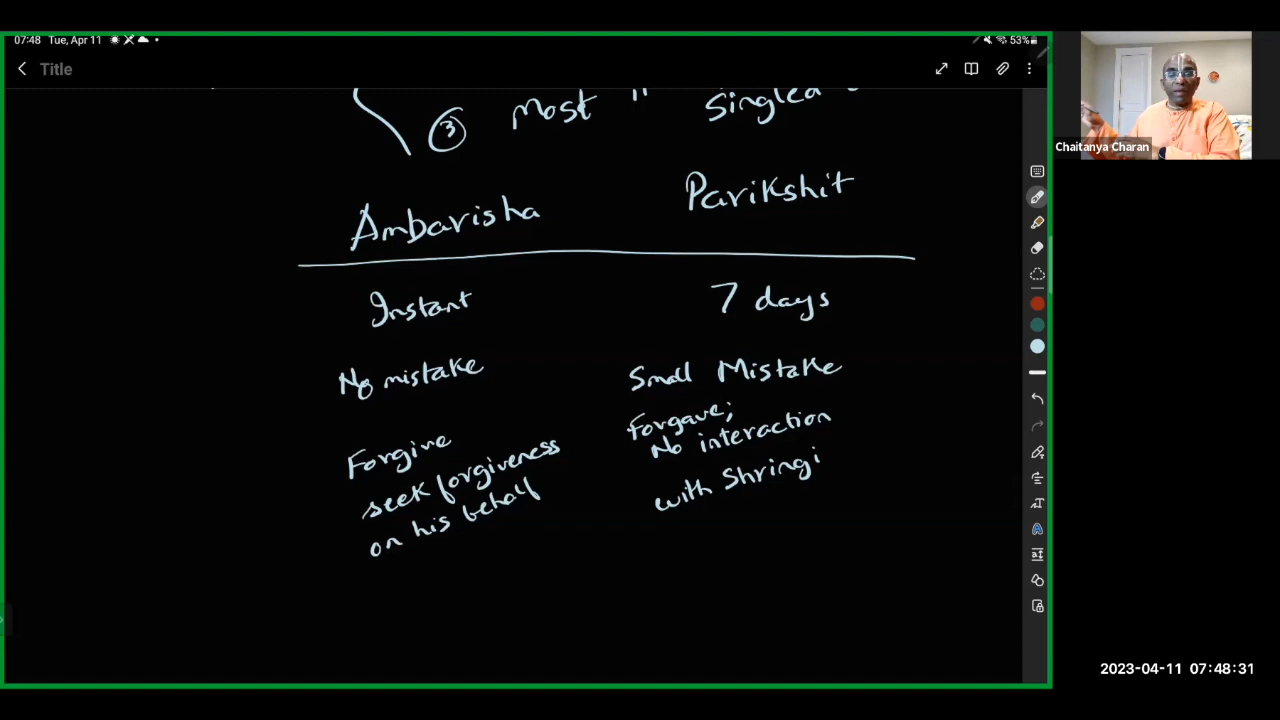 07:48 Tue, Apr 11
53%
Title
③ Most "
Singled
Ambarisha
Parikshit
Instant
7 days
No mistake
Small Mistake
Forgive
Forgave;
No interaction
seek forgiveness
with Shringi
on his behalf
Chaitanya Charan
2023-04-11 07:48:31